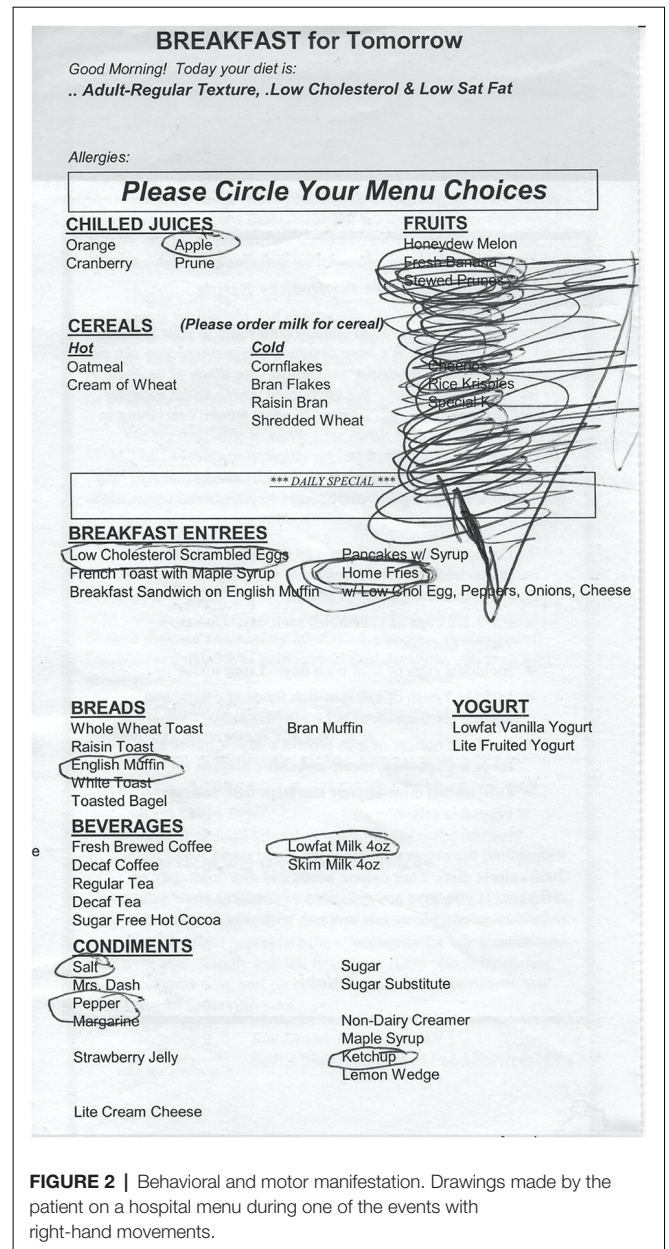 BREAKFAST for Tomorrow
Good Morning! Today your diet is:
.. Adult-Regular Texture, .Low Cholesterol & Low Sat Fat
Allergies:
Please Circle Your Menu Choices
CHILLED JUICES
Orange Apple
Cranberry Prune
FRUITS
Honeydew Melon
Fresh Banana
Stewed Prunes
CEREALS (Please order milk for cereal)
Hot Cold
Oatmeal Cornflakes Cheerios
Cream of Wheat Bran Flakes Rice Krispies
Raisin Bran Special K
Shredded Wheat
*** DAILY SPECIAL ***
BREAKFAST ENTREES
Low Cholesterol Scrambled Eggs Pancakes w/ Syrup
French Toast with Maple Syrup Home Fries
Breakfast Sandwich on English Muffin w/ Low Chol Egg, Peppers, Onions, Cheese
BREADS YOGURT
Whole Wheat Toast Bran Muffin Lowfat Vanilla Yogurt
Raisin Toast Lite Fruited Yogurt
English Muffin
White Toast
Toasted Bagel
BEVERAGES
Fresh Brewed Coffee Lowfat Milk 4oz
e Decaf Coffee Skim Milk 4oz
Regular Tea
Decaf Tea
Sugar Free Hot Cocoa
CONDIMENTS
Salt Sugar
Mrs. Dash Sugar Substitute
Pepper
Margarine Non-Dairy Creamer
Maple Syrup
Strawberry Jelly Ketchup
Lemon Wedge
Lite Cream Cheese
FIGURE 2 | Behavioral and motor manifestation. Drawings made by the
patient on a hospital menu during one of the events with
right-hand movements.